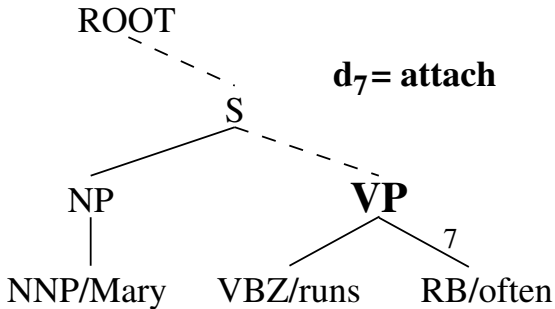 ROOT
d7 = attach
S
NP VP
7
NNP/Mary VBZ/runs RB/often